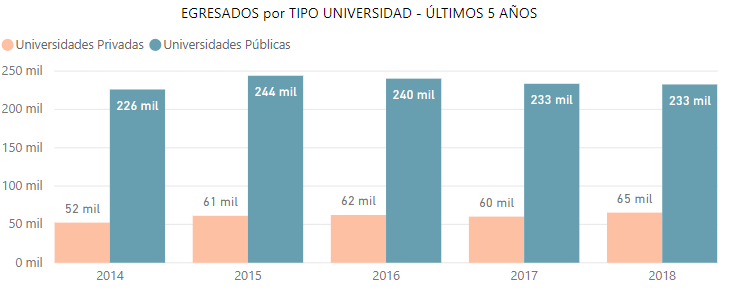 EGRESADOS por TIPO UNIVERSIDAD - ÚLTIMOS 5 AÑOS
Universidades Privadas Universidades Públicas
250 mil
200 mil
150 mil
100 mil
50 mil
0 mil
52 mil
226 mil
61 mil
244 mil
62 mil
240 mil
60 mil
233 mil
65 mil
233 mil
2014 2015 2016 2017 2018